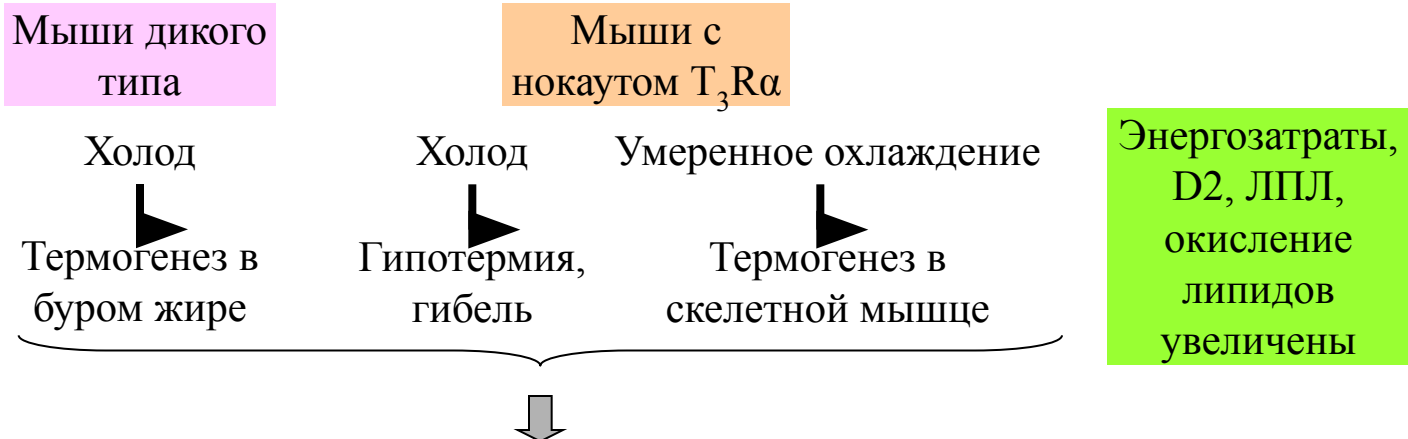 Мыши дикого
типа
Мыши с
нокаутом T₃Rα
Холод
Холод
Умеренное охлаждение
Термогенез в
буром жире
Гипотермия,
гибель
Термогенез в
скелетной мышце
Энергозатраты,
D2, ЛПЛ,
окисление
липидов
увеличены